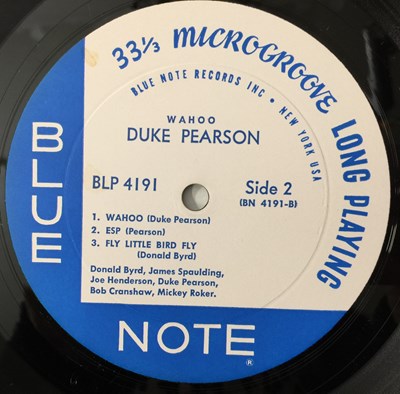 33⅓ MICROGROOVE LONG PLAYING
BLUE NOTE RECORDS INC • NEW YORK USA
WAHOO
DUKE PEARSON
BLP 4191
Side 2
(BN 4191-B)
1. WAHOO (Duke Pearson)
2. ESP (Pearson)
3. FLY LITTLE BIRD FLY
(Donald Byrd)
Donald Byrd, James Spaulding,
Joe Henderson, Duke Pearson,
Bob Cranshaw, Mickey Roker.
BLUE
NOTE ®